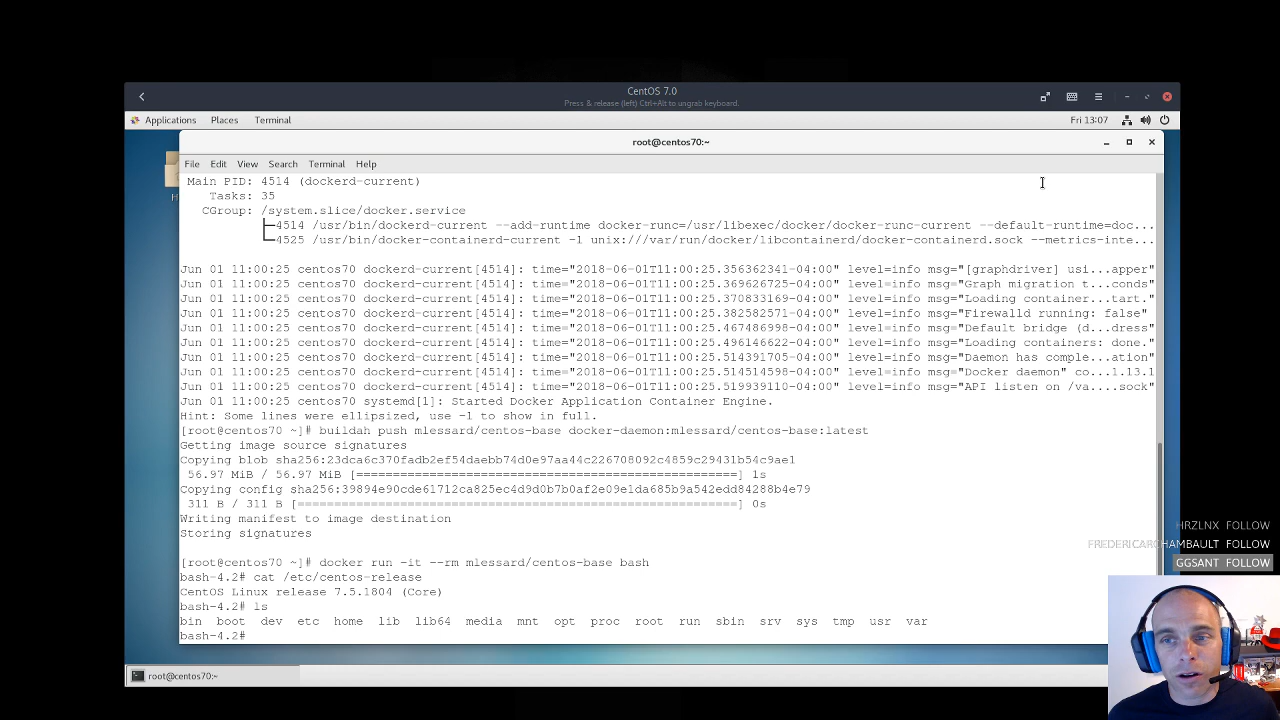 CentOS 7.0
Press & release (left) Ctrl+Alt to ungrab keyboard.
Applications Places Terminal Fri 13:07
root@centos70:~
File Edit View Search Terminal Help
Main PID: 4514 (dockerd-current)
Tasks: 35
CGroup: /system.slice/docker.service
├─4514 /usr/bin/dockerd-current --add-runtime docker-runc=/usr/libexec/docker/docker-runc-current --default-runtime=doc...
└─4525 /usr/bin/docker-containerd-current -l unix:///var/run/docker/libcontainerd/docker-containerd.sock --metrics-inte...
Jun 01 11:00:25 centos70 dockerd-current[4514]: time="2018-06-01T11:00:25.356362341-04:00" level=info msg="[graphdriver] usi...apper"
Jun 01 11:00:25 centos70 dockerd-current[4514]: time="2018-06-01T11:00:25.369626725-04:00" level=info msg="Graph migration t...conds"
Jun 01 11:00:25 centos70 dockerd-current[4514]: time="2018-06-01T11:00:25.370833169-04:00" level=info msg="Loading container...tart."
Jun 01 11:00:25 centos70 dockerd-current[4514]: time="2018-06-01T11:00:25.382582571-04:00" level=info msg="Firewalld running: false"
Jun 01 11:00:25 centos70 dockerd-current[4514]: time="2018-06-01T11:00:25.467486998-04:00" level=info msg="Default bridge (d...dress"
Jun 01 11:00:25 centos70 dockerd-current[4514]: time="2018-06-01T11:00:25.496146622-04:00" level=info msg="Loading containers: done."
Jun 01 11:00:25 centos70 dockerd-current[4514]: time="2018-06-01T11:00:25.514391705-04:00" level=info msg="Daemon has comple...ation"
Jun 01 11:00:25 centos70 dockerd-current[4514]: time="2018-06-01T11:00:25.514514598-04:00" level=info msg="Docker daemon" co....1.13.1
Jun 01 11:00:25 centos70 dockerd-current[4514]: time="2018-06-01T11:00:25.519939110-04:00" level=info msg="API listen on /va....sock"
Jun 01 11:00:25 centos70 systemd[1]: Started Docker Application Container Engine.
Hint: Some lines were ellipsized, use -l to show in full.
[root@centos70 ~]# buildah push mlessard/centos-base docker-daemon:mlessard/centos-base:latest
Getting image source signatures
Copying blob sha256:23dca6c370fadb2ef54daebb74d0e97aa44c226708092c4859c29431b54c9ae1
56.97 MiB / 56.97 MiB [====================================================] 1s
Copying config sha256:39894e90cde61712ca825ec4d9d0b7b0af2e09e1da685b9a542edd84288b4e79
311 B / 311 B [============================================================] 0s
Writing manifest to image destination
Storing signatures
[root@centos70 ~]# docker run -it --rm mlessard/centos-base bash
bash-4.2# cat /etc/centos-release
CentOS Linux release 7.5.1804 (Core)
bash-4.2# ls
bin boot dev etc home lib lib64 media mnt opt proc root run sbin srv sys tmp usr var
bash-4.2#
HRZLNX FOLLOW
FOLLOW
GGSANT FOLLOW
root@centos70:~